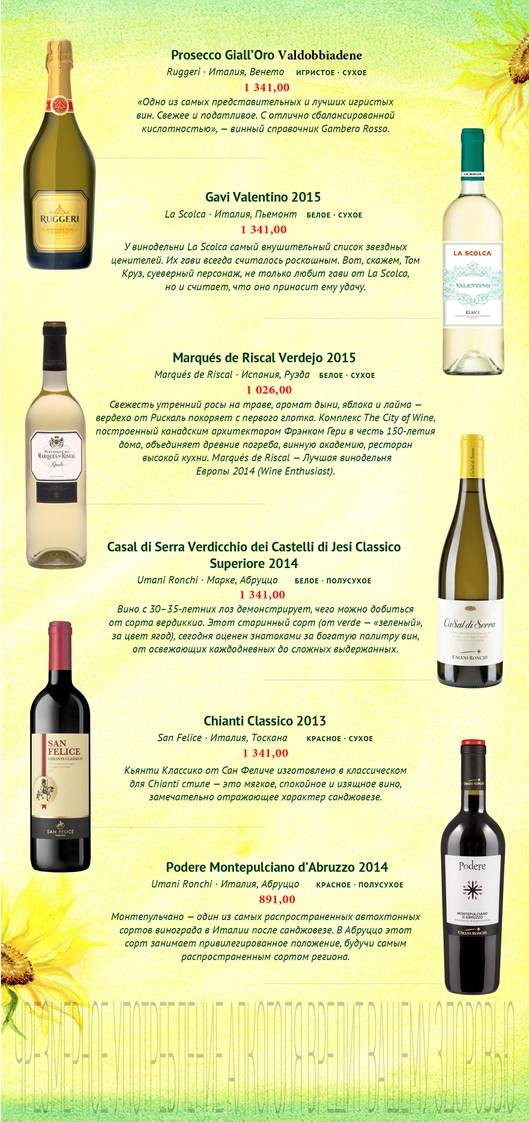 Prosecco Giall'Oro Valdobbiadene
Ruggeri · Италия, Венето ИГРИСТОЕ · СУХОЕ
1 341,00
«Одно из самых представительных и лучших игристых
вин. Свежее и податливое. С отлично сбалансированной
кислотностью», — винный справочник Gambero Rosso.
RUGGERI
Gavi Valentino 2015
La Scolca · Италия, Пьемонт БЕЛОЕ · СУХОЕ
1 341,00
У винодельни La Scolca самый внушительный список звездных
ценителей. Их гави всегда считалось роскошным. Вот, скажем, Том
Круз, суеверный персонаж, не только любит гави от La Scolca,
но и считает, что оно приносит ему удачу.
LA SCOLCA
VALENTINO
GAVI
Marqués de Riscal Verdejo 2015
Marqués de Riscal · Испания, Руэда БЕЛОЕ · СУХОЕ
1 026,00
Свежесть утренний росы на траве, аромат дыни, яблока и лайма —
вердехо от Рискаль покоряет с первого глотка. Комплекс The City of Wine,
построенный канадским архитектором Фрэнком Гери в честь 150-летия
дома, объединяет древние погреба, винную академию, ресторан
высокой кухни. Marqués de Riscal — Лучшая винодельня
Европы 2014 (Wine Enthusiast).
MARQUÉS DE RISCAL
Casal di Serra Verdicchio dei Castelli di Jesi Classico
Superiore 2014
Umani Ronchi · Марке, Абруццо БЕЛОЕ · ПОЛУСУХОЕ
1 341,00
Вино с 30–35-летних лоз демонстрирует, чего можно добиться
от сорта вердиккио. Этот старинный сорт (от verde — «зеленый»,
за цвет ягод), сегодня оценен знатоками за богатую палитру вин,
от освежающих каждодневных до сложных выдержанных.
CaSal di Serra
UMANI RONCHI
Chianti Classico 2013
San Felice · Италия, Тоскана КРАСНОЕ · СУХОЕ
1 341,00
Кьянти Классико от Сан Феличе изготовлено в классическом
для Chianti стиле — это мягкое, спокойное и изящное вино,
замечательно отражающее характер санджовезе.
SAN
FELICE
CHIANTI CLASSICO
SAN FELICE
Podere Montepulciano d'Abruzzo 2014
Umani Ronchi · Италия, Абруццо КРАСНОЕ · ПОЛУСУХОЕ
891,00
Монтепульчано — один из самых распространенных автохтонных
сортов винограда в Италии после санджовезе. В Абруццо этот
сорт занимает привилегированное положение, будучи самым
распространенным сортом региона.
Podere
MONTEPULCIANO
D'ABRUZZO
UMANI RONCHI
ЧРЕЗМЕРНОЕ УПОТРЕБЛЕНИЕ АЛКОГОЛЯ ВРЕДИТ ВАШЕМУ ЗДОРОВЬЮ